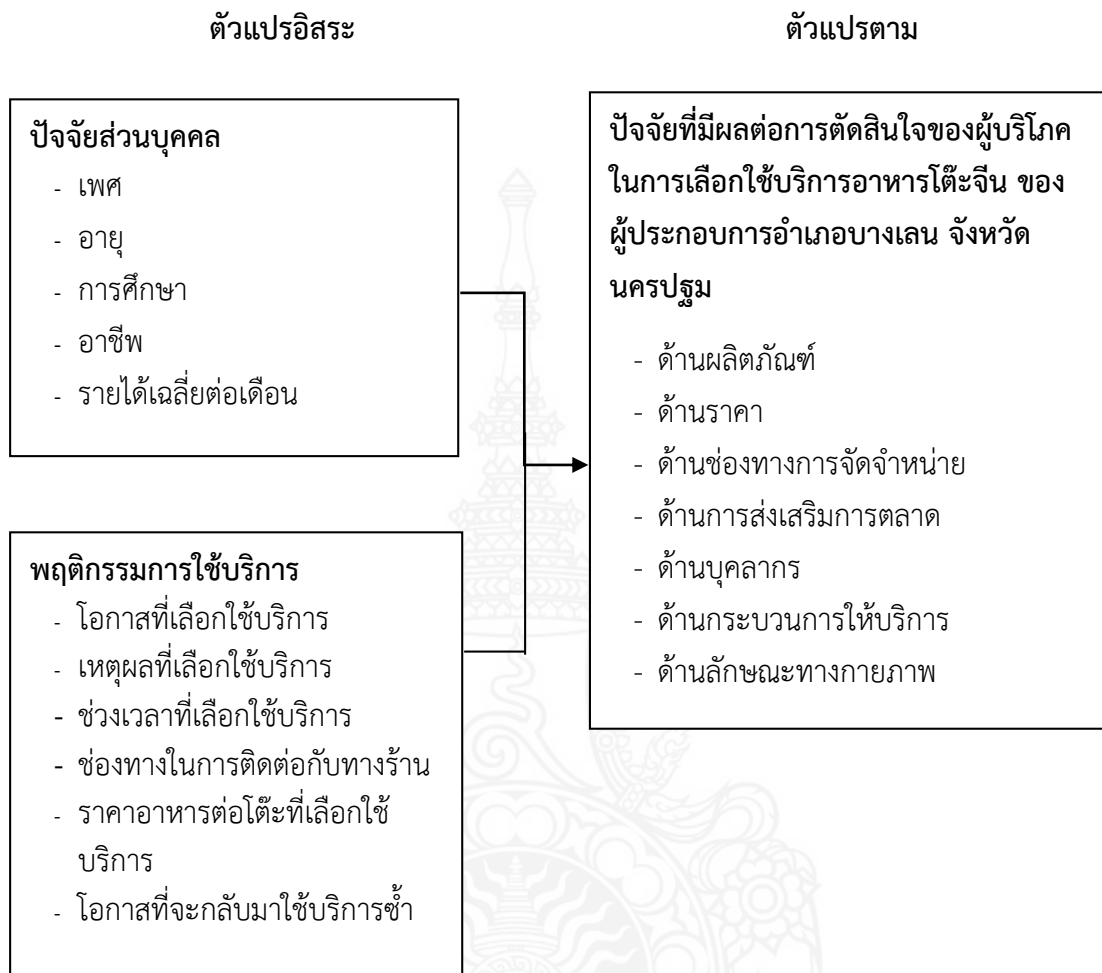 ตัวแปรอิสระ
ตัวแปรตาม
ปัจจัยส่วนบุคคล
- เพศ
- อายุ
- การศึกษา
- อาชีพ
- รายได้เฉลี่ยต่อเดือน
พฤติกรรมการใช้บริการ
- โอกาสที่เลือกใช้บริการ
- เหตุผลที่เลือกใช้บริการ
- ช่วงเวลาที่เลือกใช้บริการ
- ช่องทางในการติดต่อกับทางร้าน
- ราคาอาหารต่อโต๊ะที่เลือกใช้
บริการ
- โอกาสที่จะกลับมาใช้บริการซ้ำ
ปัจจัยที่มีผลต่อการตัดสินใจของผู้บริโภค
ในการเลือกใช้บริการอาหารโต๊ะจีน ของ
ผู้ประกอบการอำเภอบางเลน จังหวัด
นครปฐม
- ด้านผลิตภัณฑ์
- ด้านราคา
- ด้านช่องทางการจัดจำหน่าย
- ด้านการส่งเสริมการตลาด
- ด้านบุคลากร
- ด้านกระบวนการให้บริการ
- ด้านลักษณะทางกายภาพ